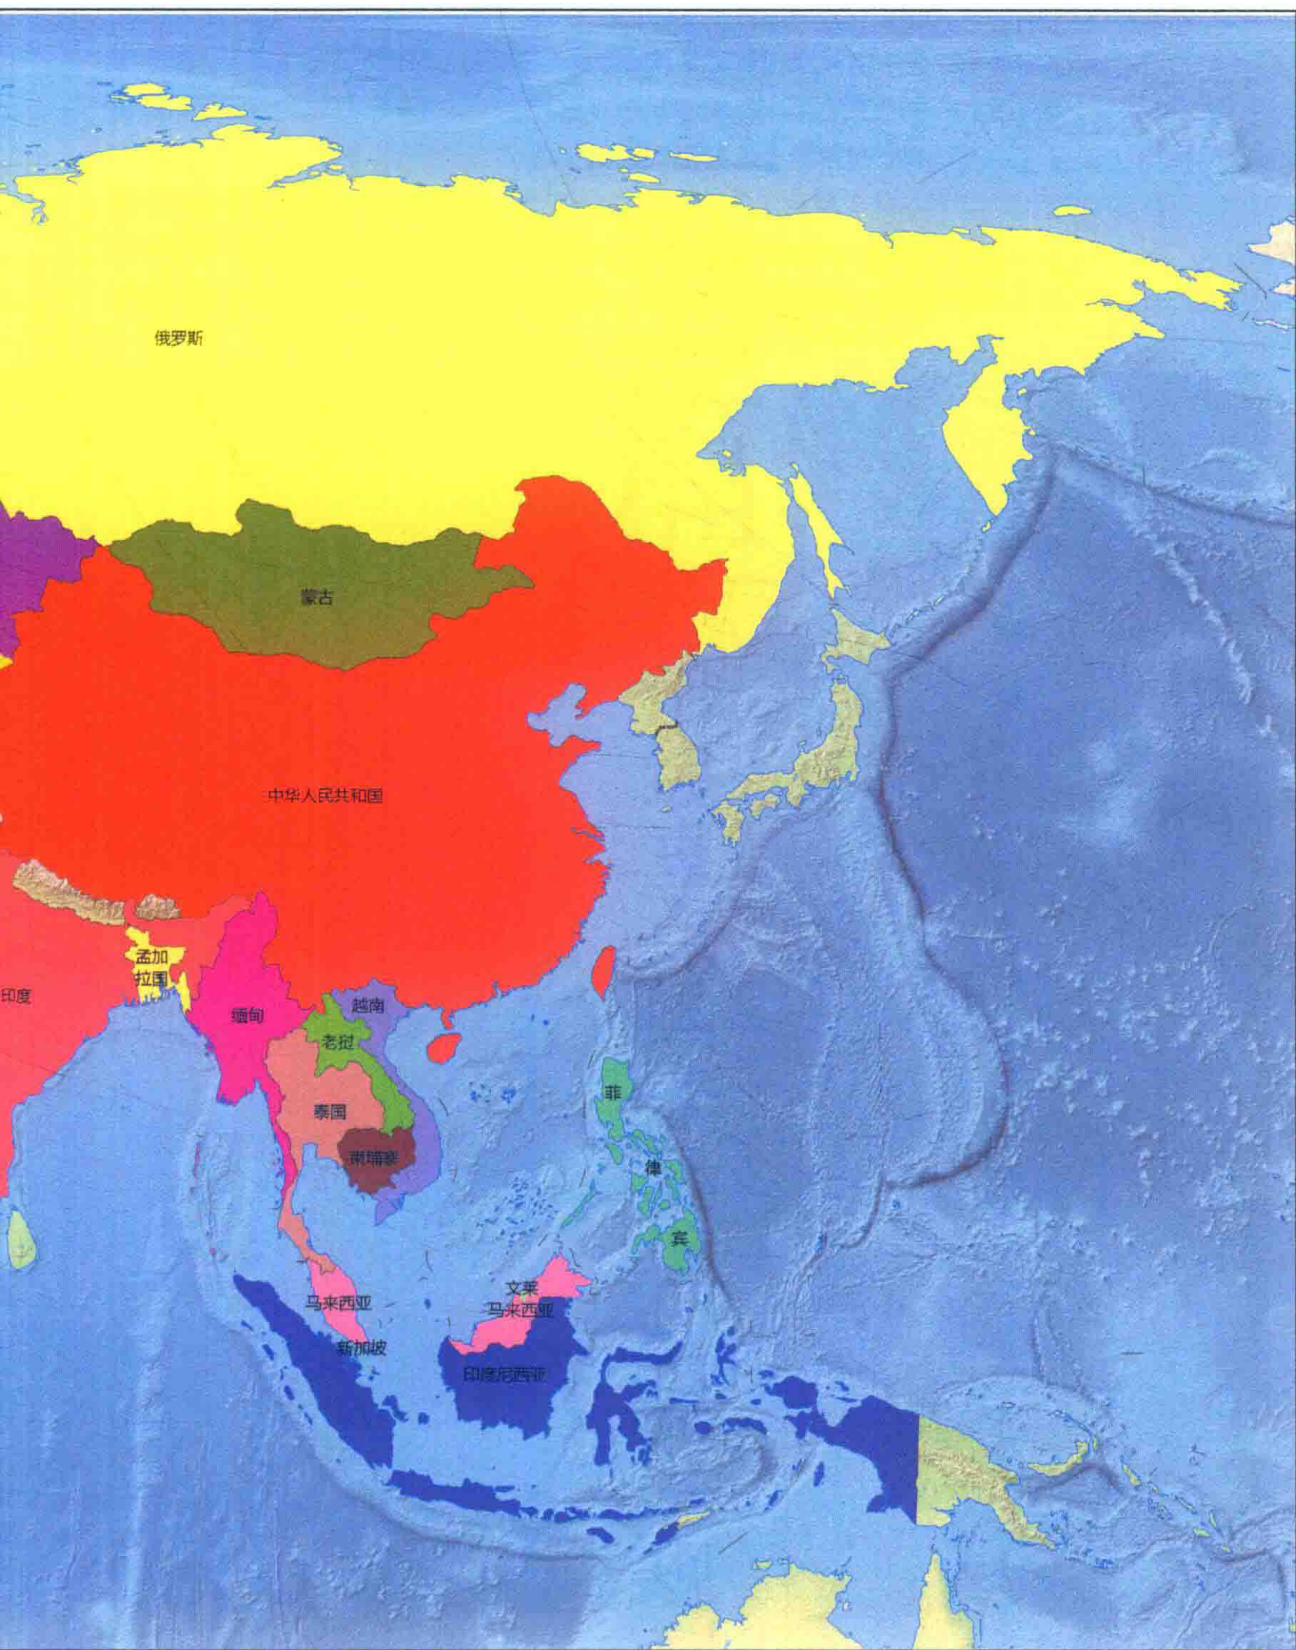 俄罗斯
蒙古
中华人民共和国
孟加
拉国
印度
缅甸
越南
老挝
泰国
柬埔寨
菲
律
宾
文莱
马来西亚
马来西亚
新加坡
印度尼西亚